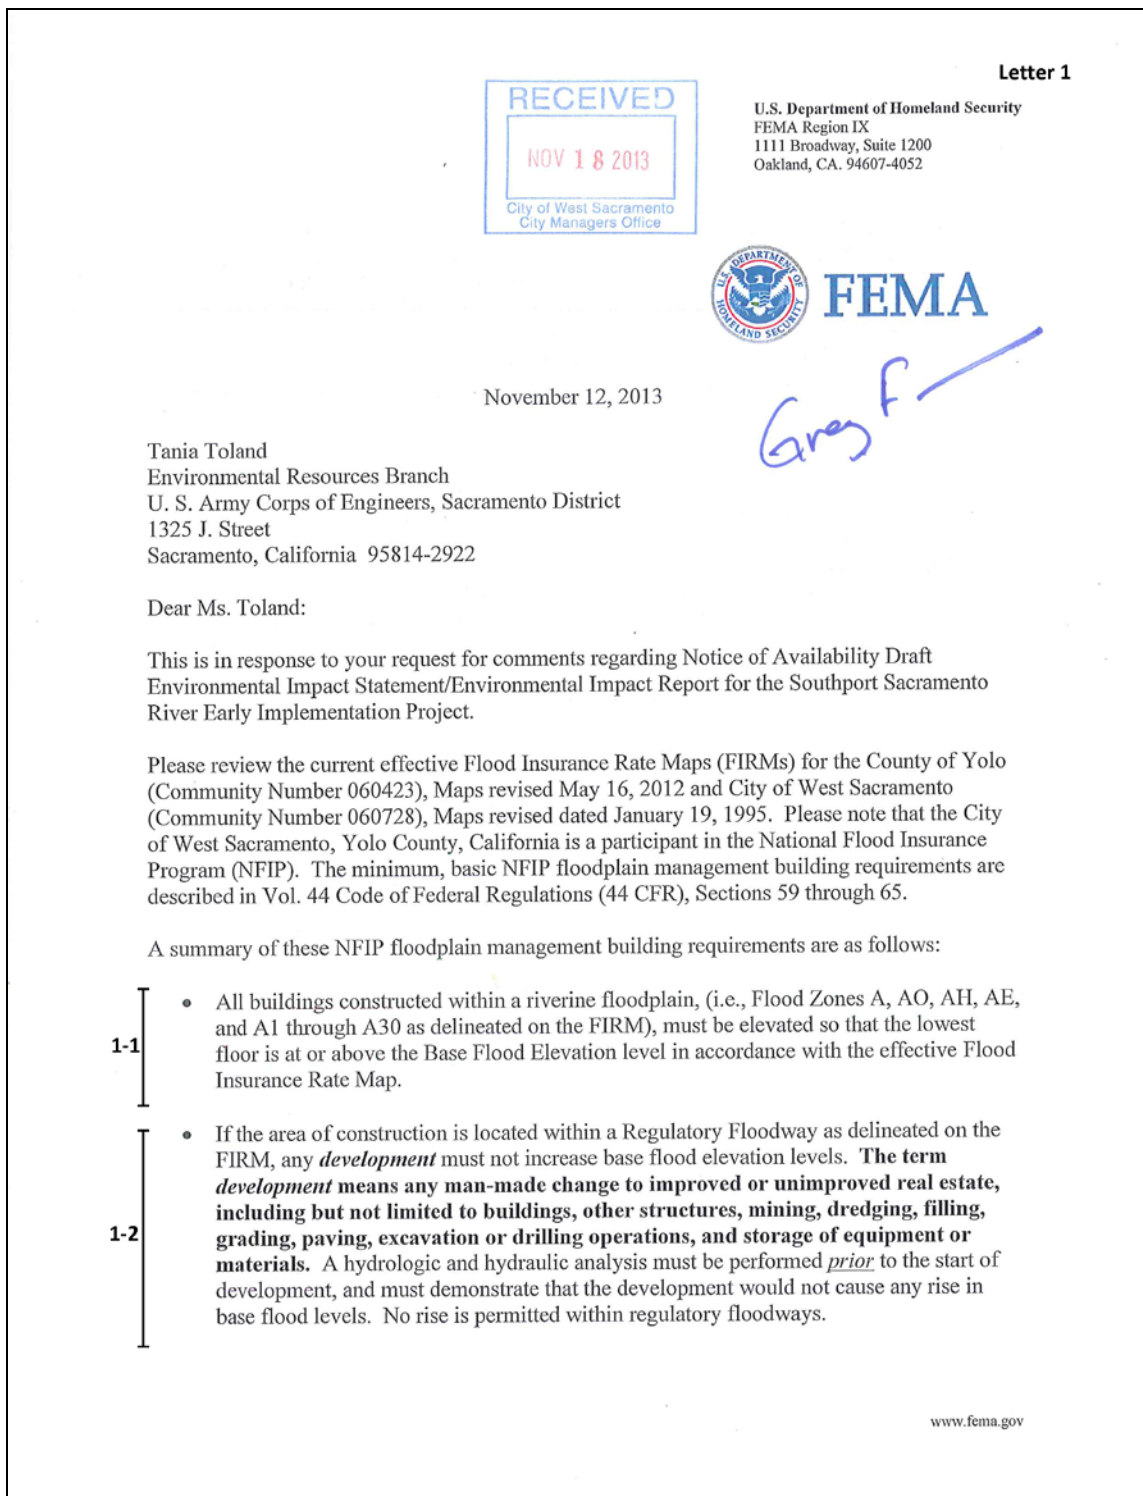 Letter 1
RECEIVED
NOV 18 2013
City of West Sacramento
City Managers Office
U.S. Department of Homeland Security
FEMA Region IX
1111 Broadway, Suite 1200
Oakland, CA. 94607-4052
U.S. DEPARTMENT OF HOMELAND SECURITY
FEMA
Greg F
November 12, 2013
Tania Toland
Environmental Resources Branch
U. S. Army Corps of Engineers, Sacramento District
1325 J. Street
Sacramento, California  95814-2922
Dear Ms. Toland:
This is in response to your request for comments regarding Notice of Availability Draft
Environmental Impact Statement/Environmental Impact Report for the Southport Sacramento
River Early Implementation Project.
Please review the current effective Flood Insurance Rate Maps (FIRMs) for the County of Yolo
(Community Number 060423), Maps revised May 16, 2012 and City of West Sacramento
(Community Number 060728), Maps revised dated January 19, 1995.  Please note that the City
of West Sacramento, Yolo County, California is a participant in the National Flood Insurance
Program (NFIP).  The minimum, basic NFIP floodplain management building requirements are
described in Vol. 44 Code of Federal Regulations (44 CFR), Sections 59 through 65.
A summary of these NFIP floodplain management building requirements are as follows:
1-1
• All buildings constructed within a riverine floodplain, (i.e., Flood Zones A, AO, AH, AE,
and A1 through A30 as delineated on the FIRM), must be elevated so that the lowest
floor is at or above the Base Flood Elevation level in accordance with the effective Flood
Insurance Rate Map.
1-2
• If the area of construction is located within a Regulatory Floodway as delineated on the
FIRM, any development must not increase base flood elevation levels.  The term
development means any man-made change to improved or unimproved real estate,
including but not limited to buildings, other structures, mining, dredging, filling,
grading, paving, excavation or drilling operations, and storage of equipment or
materials.  A hydrologic and hydraulic analysis must be performed prior to the start of
development, and must demonstrate that the development would not cause any rise in
base flood levels.  No rise is permitted within regulatory floodways.
www.fema.gov